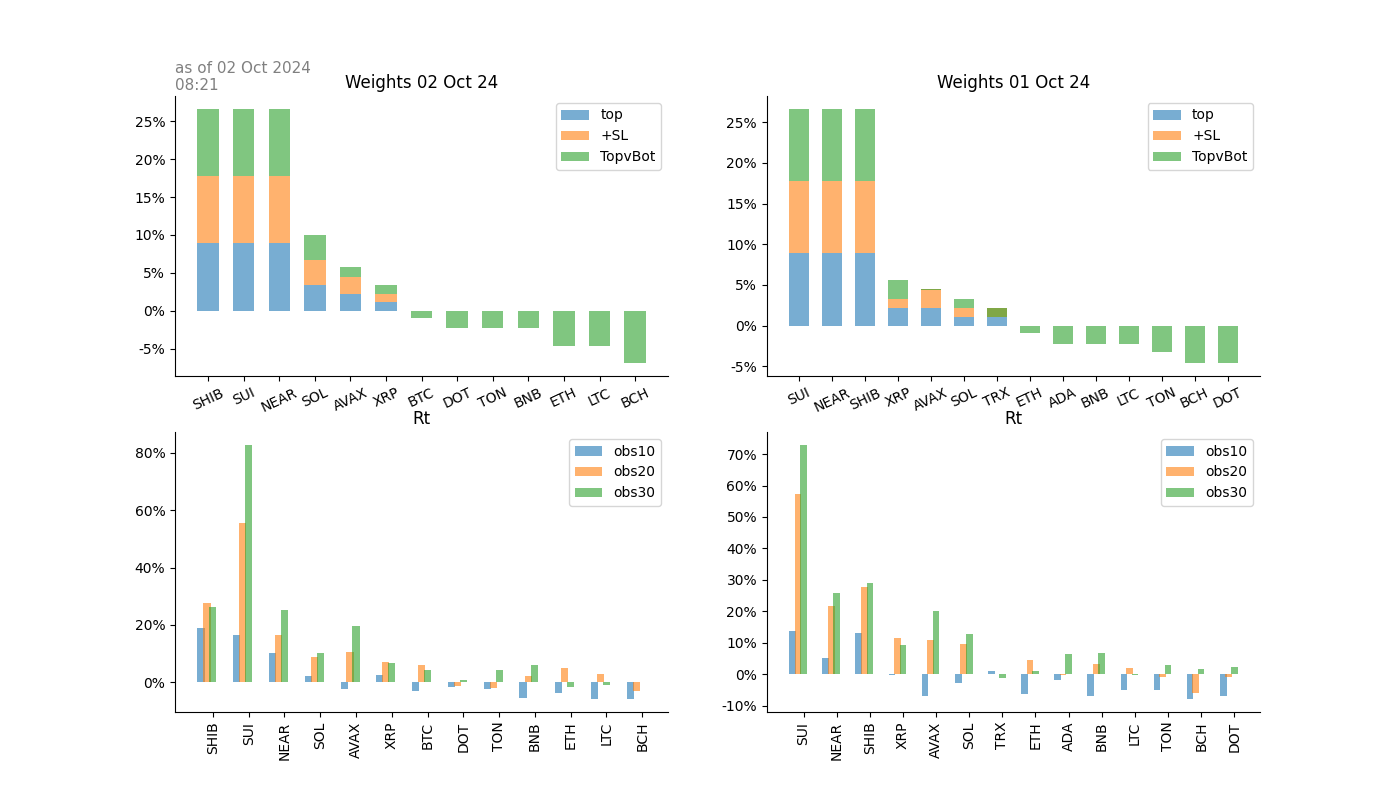 as of 02 Oct 2024
08:21
Weights 02 Oct 24
25%
20%
15%
10%
5%
0%
-5%
top
+SL
TopvBot
SHIB SUI NEAR SOL AVAX XRP BTC DOT TON BNB ETH LTC BCH
Weights 01 Oct 24
25%
20%
15%
10%
5%
0%
-5%
top
+SL
TopvBot
SUI NEAR SHIB XRP AVAX SOL TRX ETH ADA BNB LTC TON BCH DOT
Rt
80%
60%
40%
20%
0%
obs10
obs20
obs30
SHIB SUI NEAR SOL AVAX XRP BTC DOT TON BNB ETH LTC BCH
Rt
70%
60%
50%
40%
30%
20%
10%
0%
-10%
obs10
obs20
obs30
SUI NEAR SHIB XRP AVAX SOL TRX ETH ADA BNB LTC TON BCH DOT